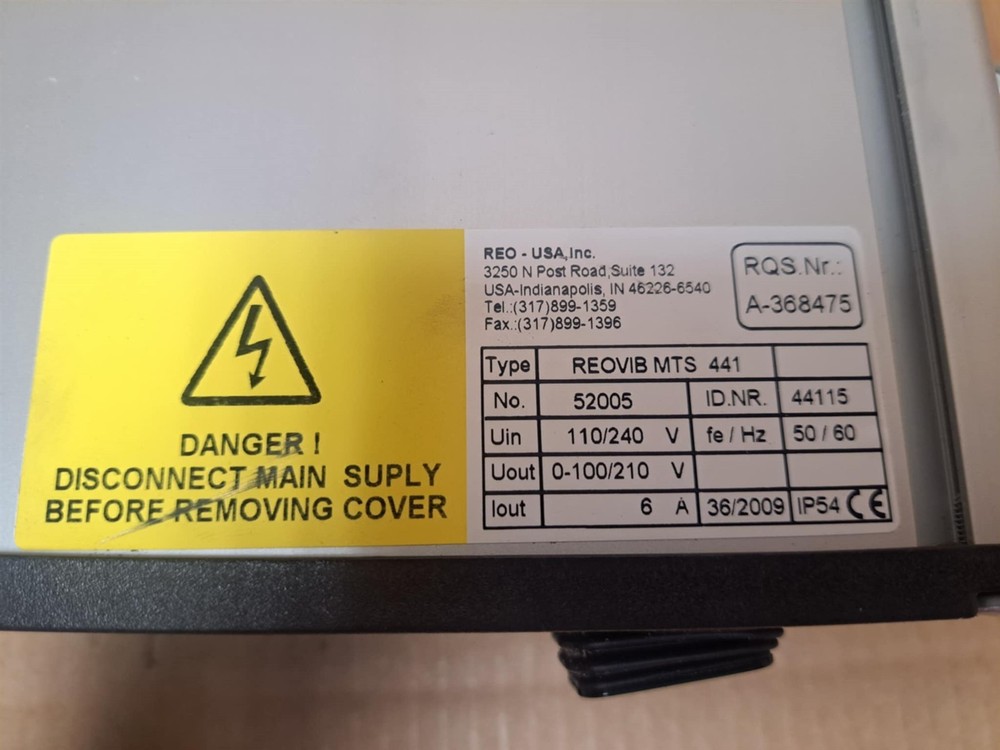 DANGER !
DISCONNECT MAIN SUPLY
BEFORE REMOVING COVER
REO - USA,Inc.
3250 N Post Road,Suite 132
USA-Indianapolis, IN 46226-6540
Tel.:(317)899-1359
Fax.:(317)899-1396
RQS.Nr.:
A-368475
Type REOVIB MTS 441
No. 52005 ID.NR. 44115
Uin 110/240 V fe / Hz 50 / 60
Uout 0-100/210 V
Iout 6 A 36/2009 IP54 CE